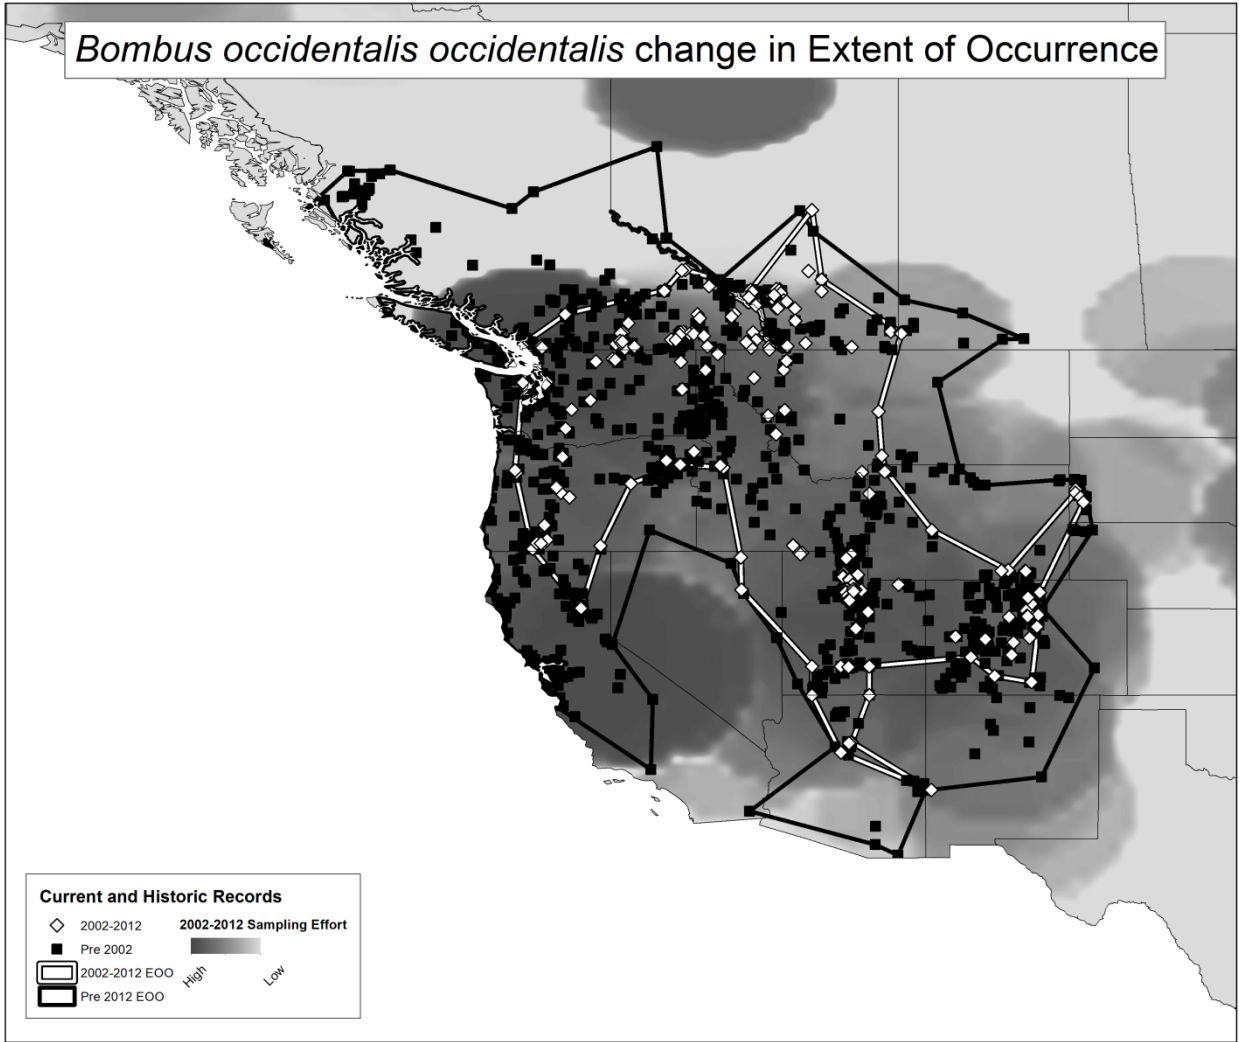 Bombus occidentalis occidentalis change in Extent of Occurrence
Current and Historic Records
2002-2012
2002-2012 Sampling Effort
Pre 2002
2002-2012 EOO
High
Low
Pre 2012 EOO